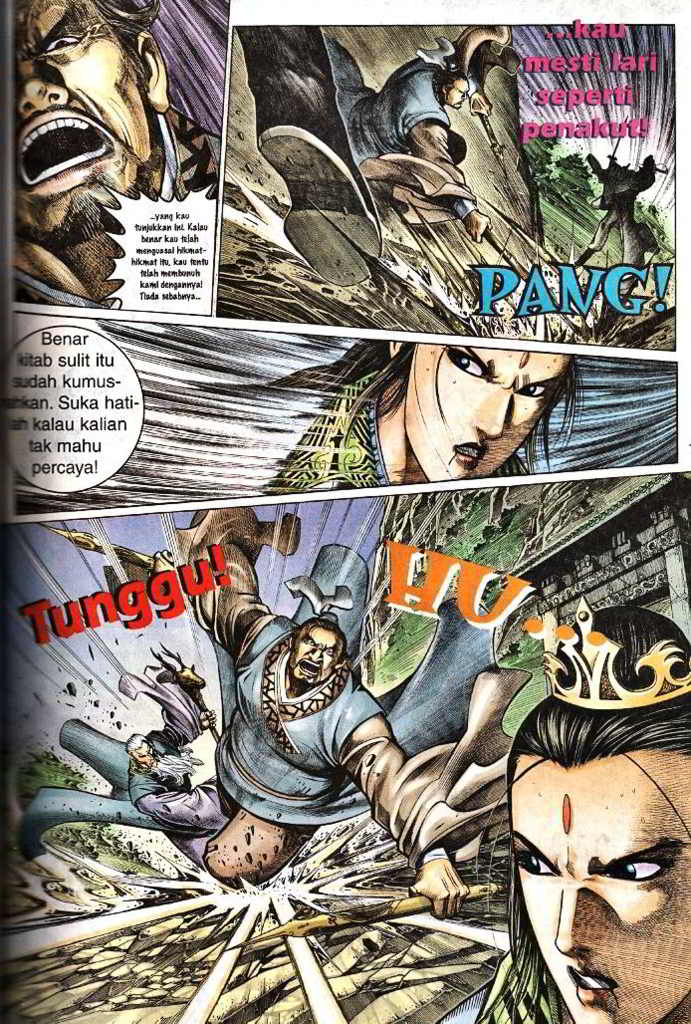 ...yang kau
tunjukkan ini. Kalau
benar kau telah
menguasai hikmat-
hikmat itu, kau tentu
telah membunuh
kami dengannya!
Tiada sebabnya...
...kau
mesti lari
seperti
penakut!
PANG!
Benar
kitab sulit itu
sudah kumus-
ahkan. Suka hati-
lah kalau kalian
tak mahu
percaya!
Tunggu!
HU...